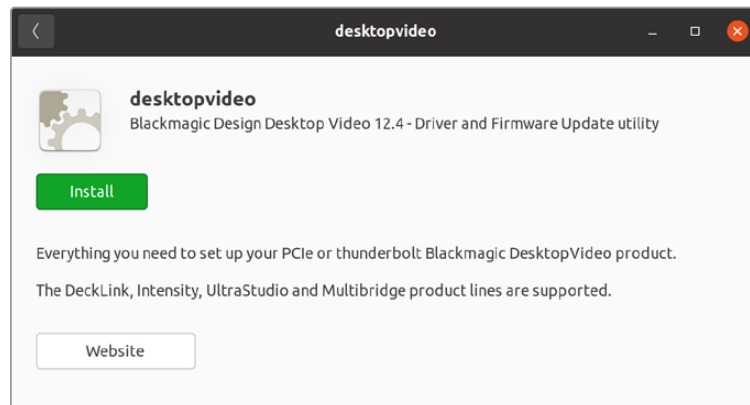 desktopvideo
desktopvideo
Blackmagic Design Desktop Video 12.4 - Driver and Firmware Update utility
Install
Everything you need to set up your PCIe or thunderbolt Blackmagic DesktopVideo product.
The DeckLink, Intensity, UltraStudio and Multibridge product lines are supported.
Website